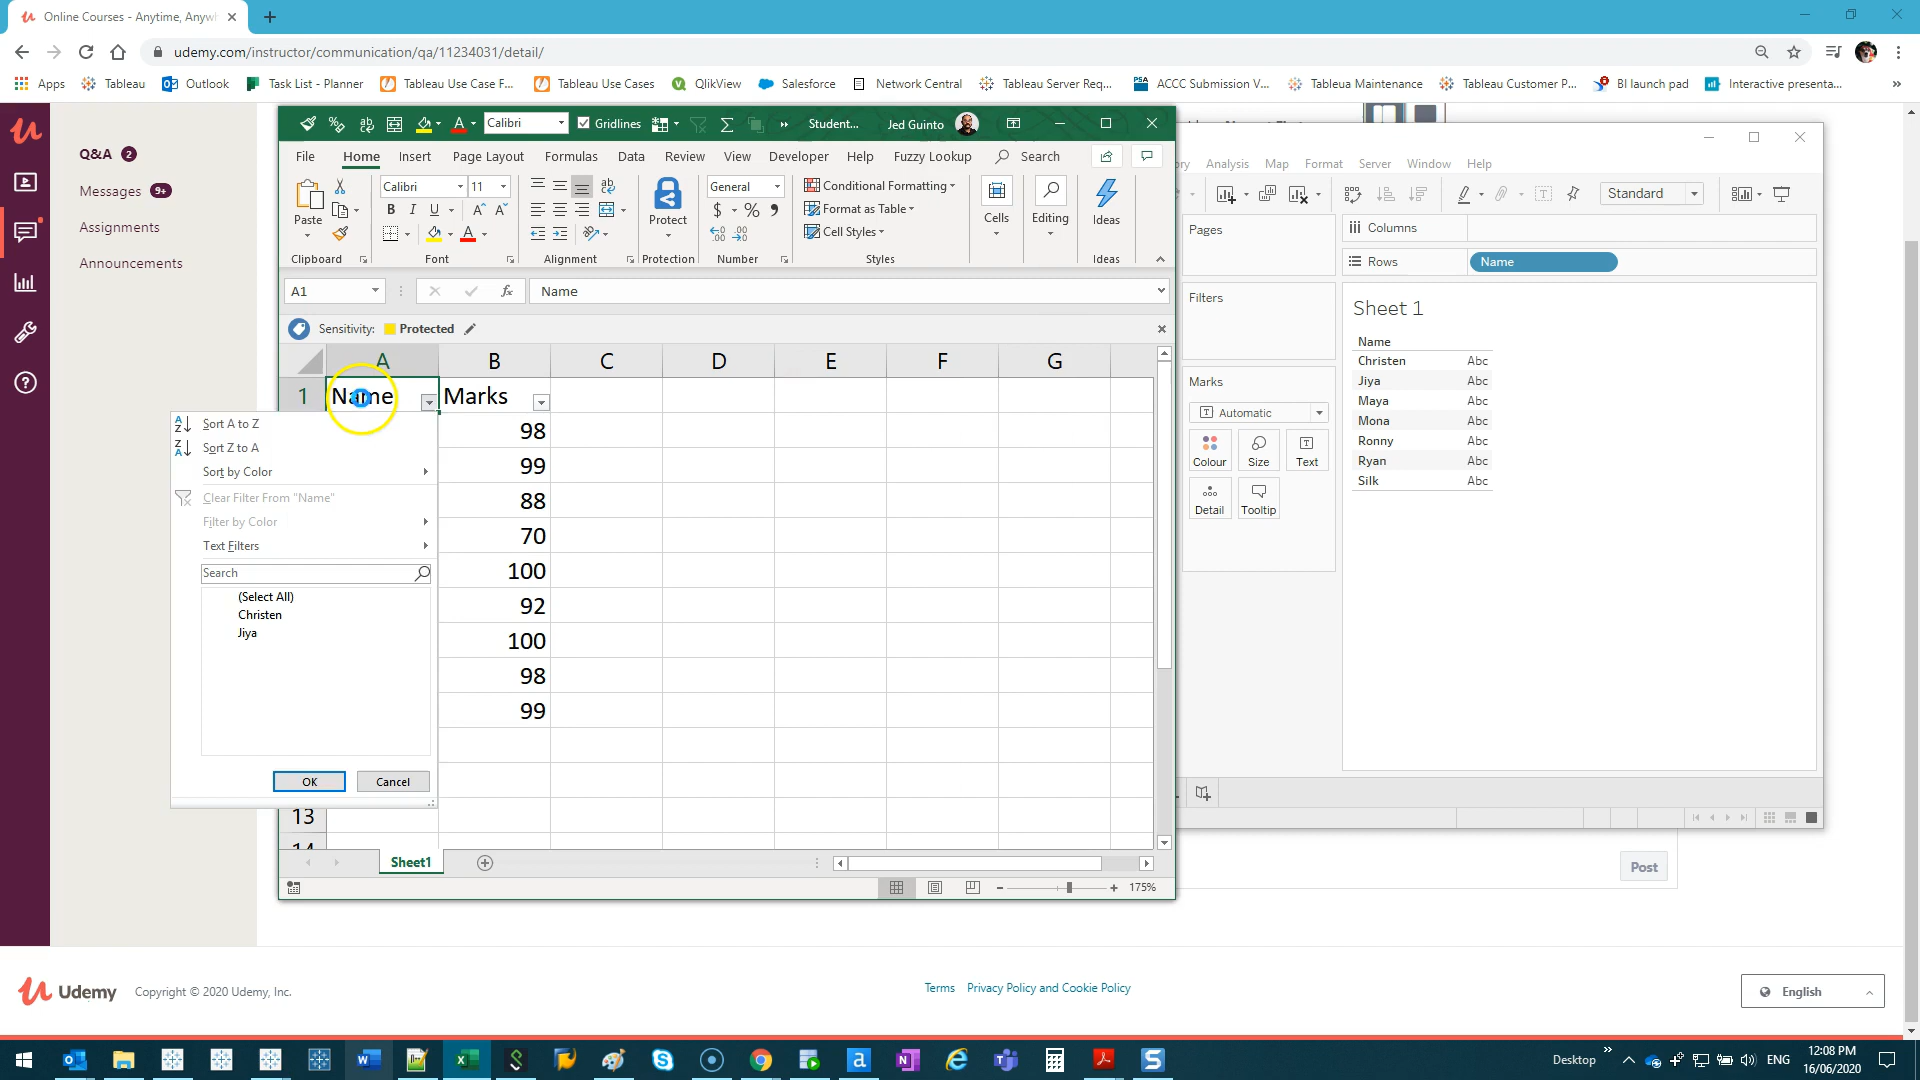 Online Courses - Anytime, Anywh
udemy.com/instructor/communication/qa/11234031/detail/
Apps
Tableau
Outlook
Task List - Planner
Tableau Use Case F...
Tableau Use Cases
QlikView
Salesforce
Network Central
Tableau Server Req...
ACCC Submission V...
Tableua Maintenance
Tableau Customer P...
BI launch pad
Interactive presenta...
Q&A 2
Messages 9+
Assignments
Announcements
Calibri
Gridlines
Student...
Jed Guinto
File
Home
Insert
Page Layout
Formulas
Data
Review
View
Developer
Help
Fuzzy Lookup
Search
Paste
Calibri
11
Protect
General
Conditional Formatting
Format as Table
Cell Styles
Cells
Editing
Ideas
Clipboard
Font
Alignment
Protection
Number
Styles
Ideas
A1
Name
Sensitivity:
Protected
A B C D E F G
1 Name Marks
98
99
88
70
100
92
100
98
99
13
14
Sort A to Z
Sort Z to A
Sort by Color
Clear Filter From "Name"
Filter by Color
Text Filters
Search
(Select All)
Christen
Jiya
OK
Cancel
Sheet1
175%
Analysis
Map
Format
Server
Window
Help
Standard
Pages
Columns
Rows
Name
Filters
Marks
Automatic
Colour
Size
Text
Detail
Tooltip
Sheet 1
Name
Christen Abc
Jiya Abc
Maya Abc
Mona Abc
Ronny Abc
Ryan Abc
Silk Abc
Post
Udemy
Copyright © 2020 Udemy, Inc.
Terms
Privacy Policy and Cookie Policy
English
Desktop
ENG
12:08 PM
16/06/2020